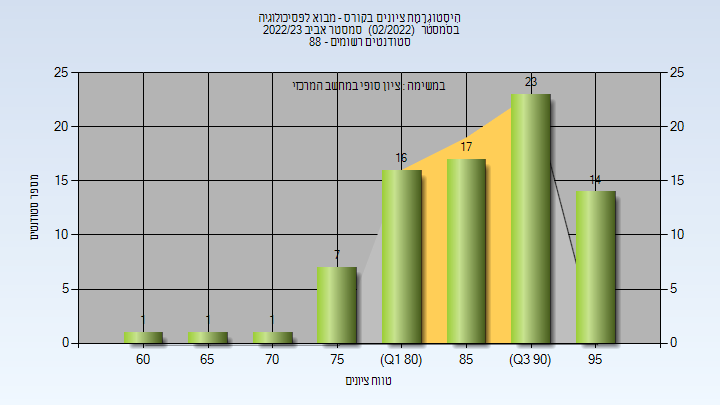 הִיסְטוֹגְרָמַת ציונים בקורס - מבוא לפסיכולוגיה
בסמסטר (02/2022) סמסטר אביב 2022/23
סטודנטים רשומים - 88
במשימה : ציון סופי במחשב המרכזי
25 25
20 20
15 15
10 10
5 5
0 0
1 1 1 7 16 17 23 14
60 65 70 75 (Q1 80) 85 (Q3 90) 95
מספר סטודנטים
טווח ציונים